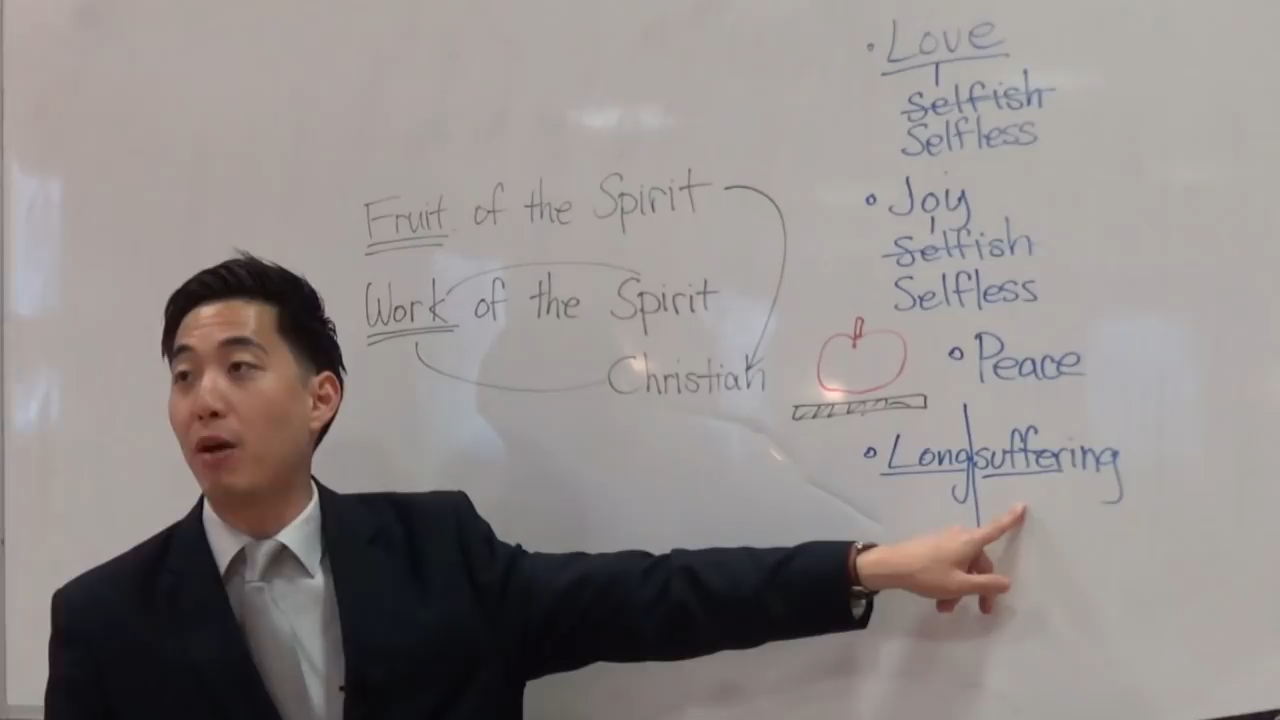 Fruit of the Spirit
Work of the Spirit
Christian
• Love
Selfish
Selfless
• Joy
Selfish
Selfless
• Peace
• Longsuffering